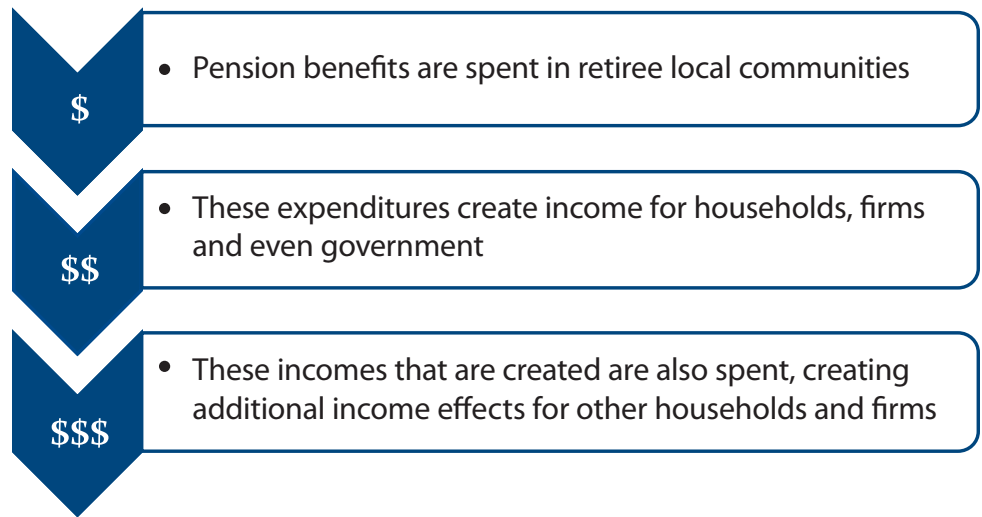 $
• Pension benefits are spent in retiree local communities
$$
• These expenditures create income for households, firms
and even government
$$$
• These incomes that are created are also spent, creating
additional income effects for other households and firms